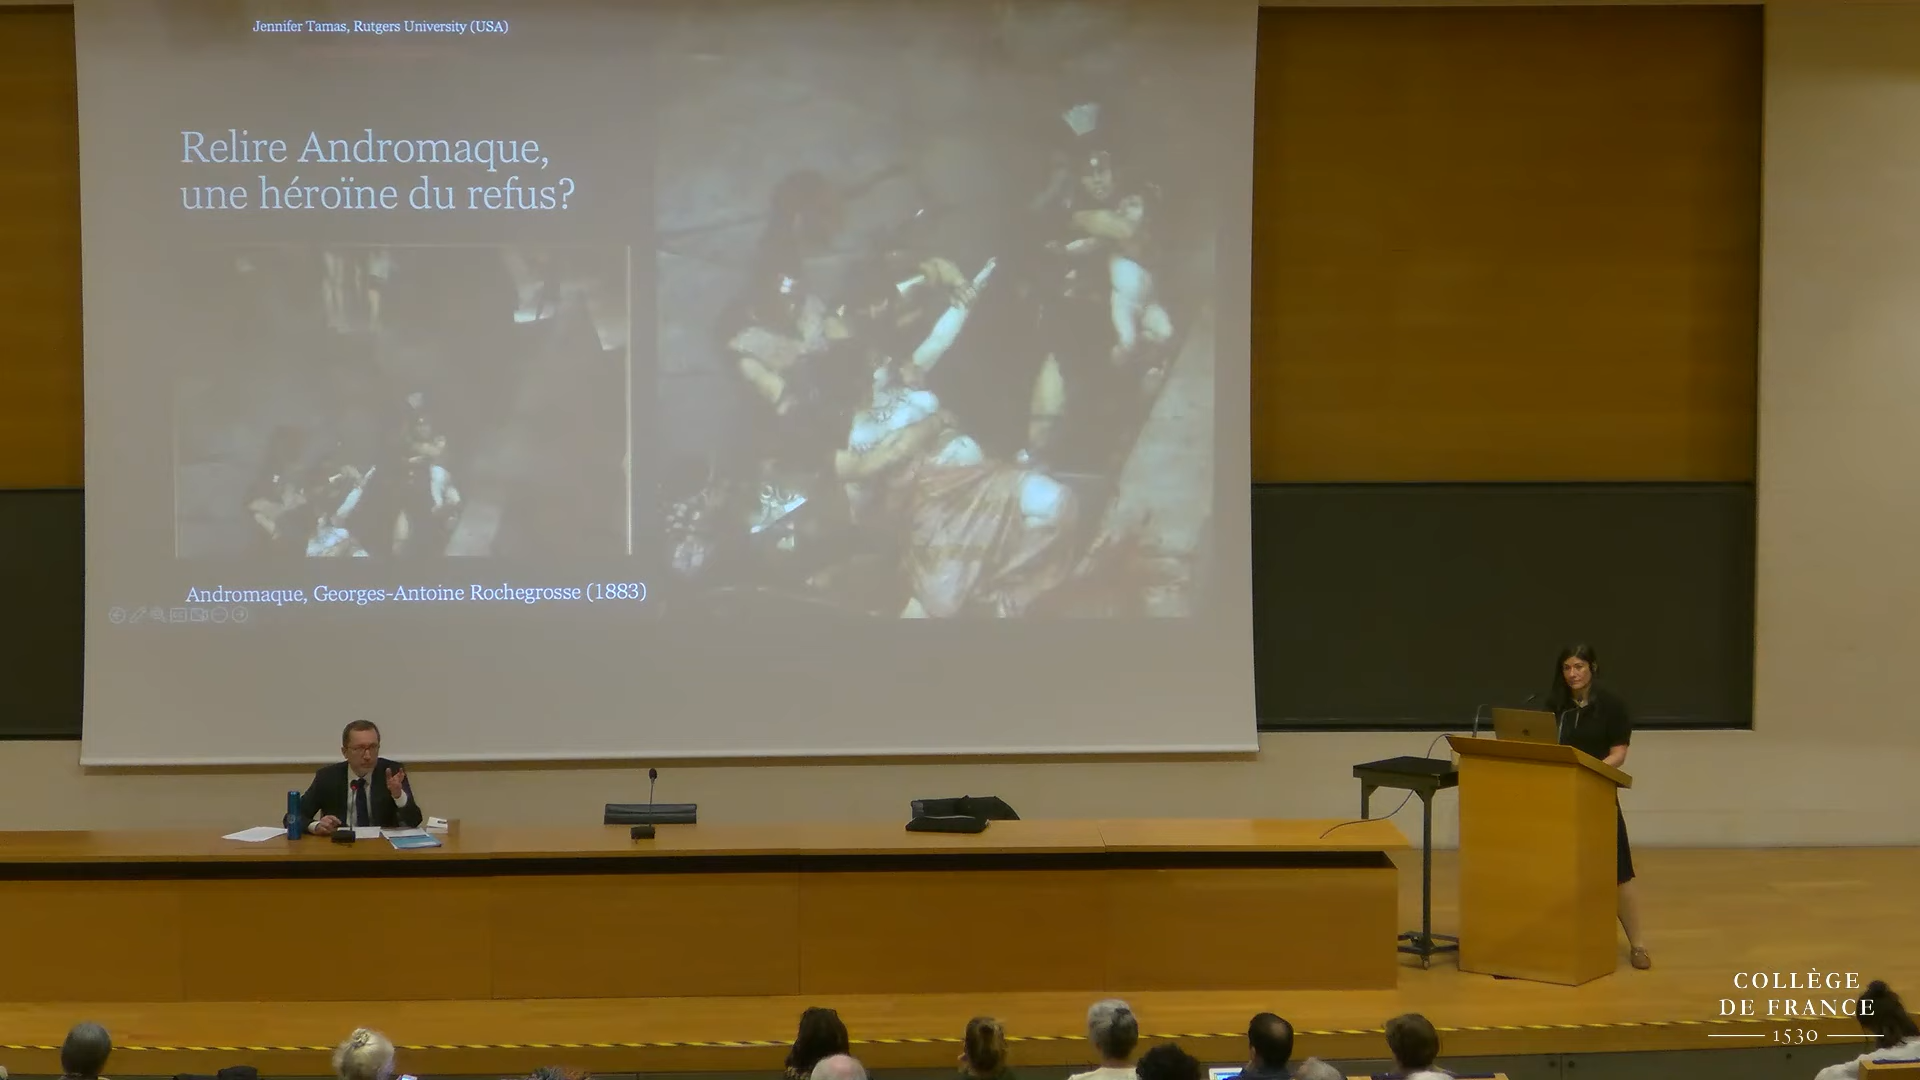 Jennifer Tamas, Rutgers University (USA)
Relire Andromaque,
une héroïne du refus?
Andromaque, Georges-Antoine Rochegrosse (1883)
COLLÈGE
DE FRANCE
1530